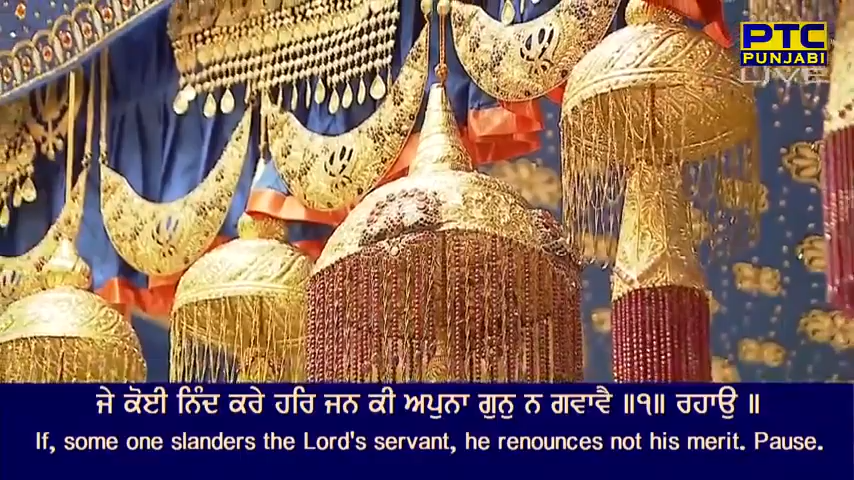 PTC
PUNJABI
LIVE
ਜੇ ਕੋਈ ਨਿੰਦ ਕਰੇ ਹਰਿ ਜਨ ਕੀ ਅਪੁਨਾ ਗੁਨੁ ਨ ਗਵਾਵੈ ॥੧॥ ਰਹਾਉ ॥
If, some one slanders the Lord's servant, he renounces not his merit. Pause.